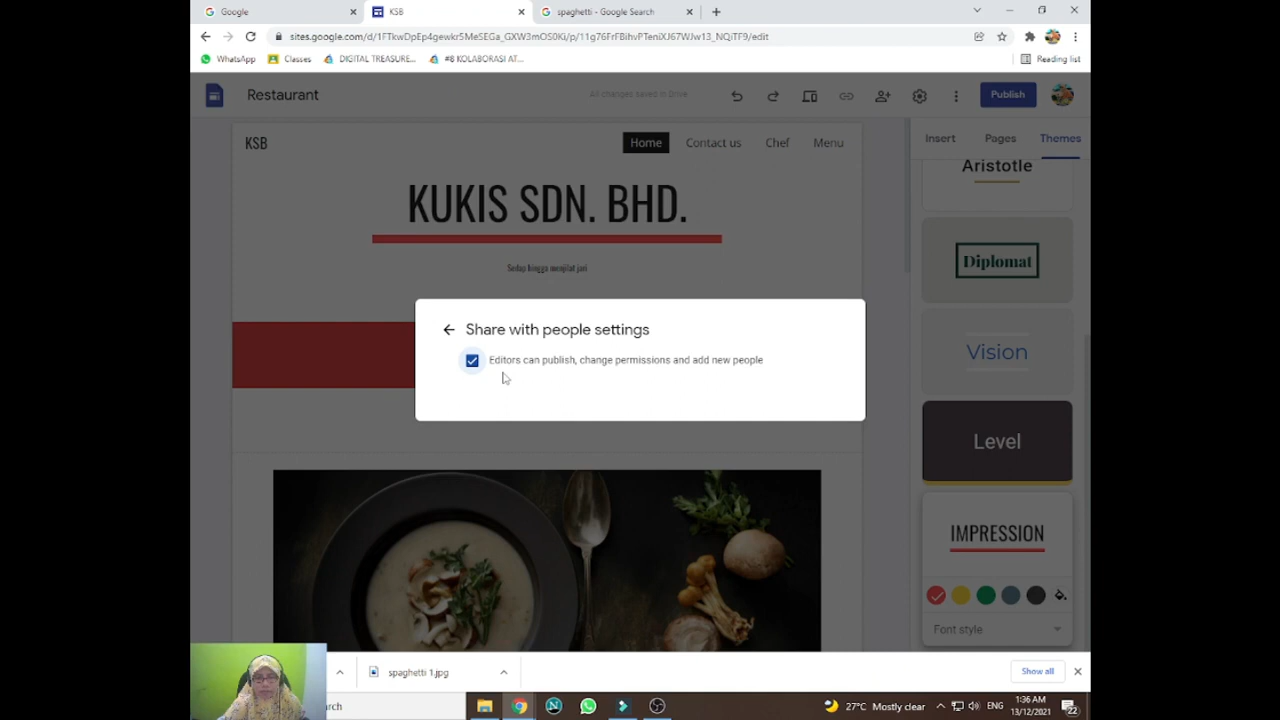 Google
KSB
spaghetti - Google Search
sites.google.com/d/1FTkwDpEp4gewkr5MeSEGa_GXW3mOS0Ki/p/11g76FrFBihvPTeniXJ67WJw13_NQiTF9/edit
WhatsApp
Classes
DIGITAL TREASURE...
#8 KOLABORASI AT...
Reading list
Restaurant
All changes saved in Drive
Publish
KSB
Home
Contact us
Chef
Menu
Insert
Pages
Themes
KUKIS SDN. BHD.
Sedap hingga menjilat jari
Aristotle
Diplomat
Vision
Level
IMPRESSION
Font style
Share with people settings
Editors can publish, change permissions and add new people
spaghetti 1.jpg
Show all
rch
27°C Mostly clear
ENG
1:36 AM
13/12/2021
22